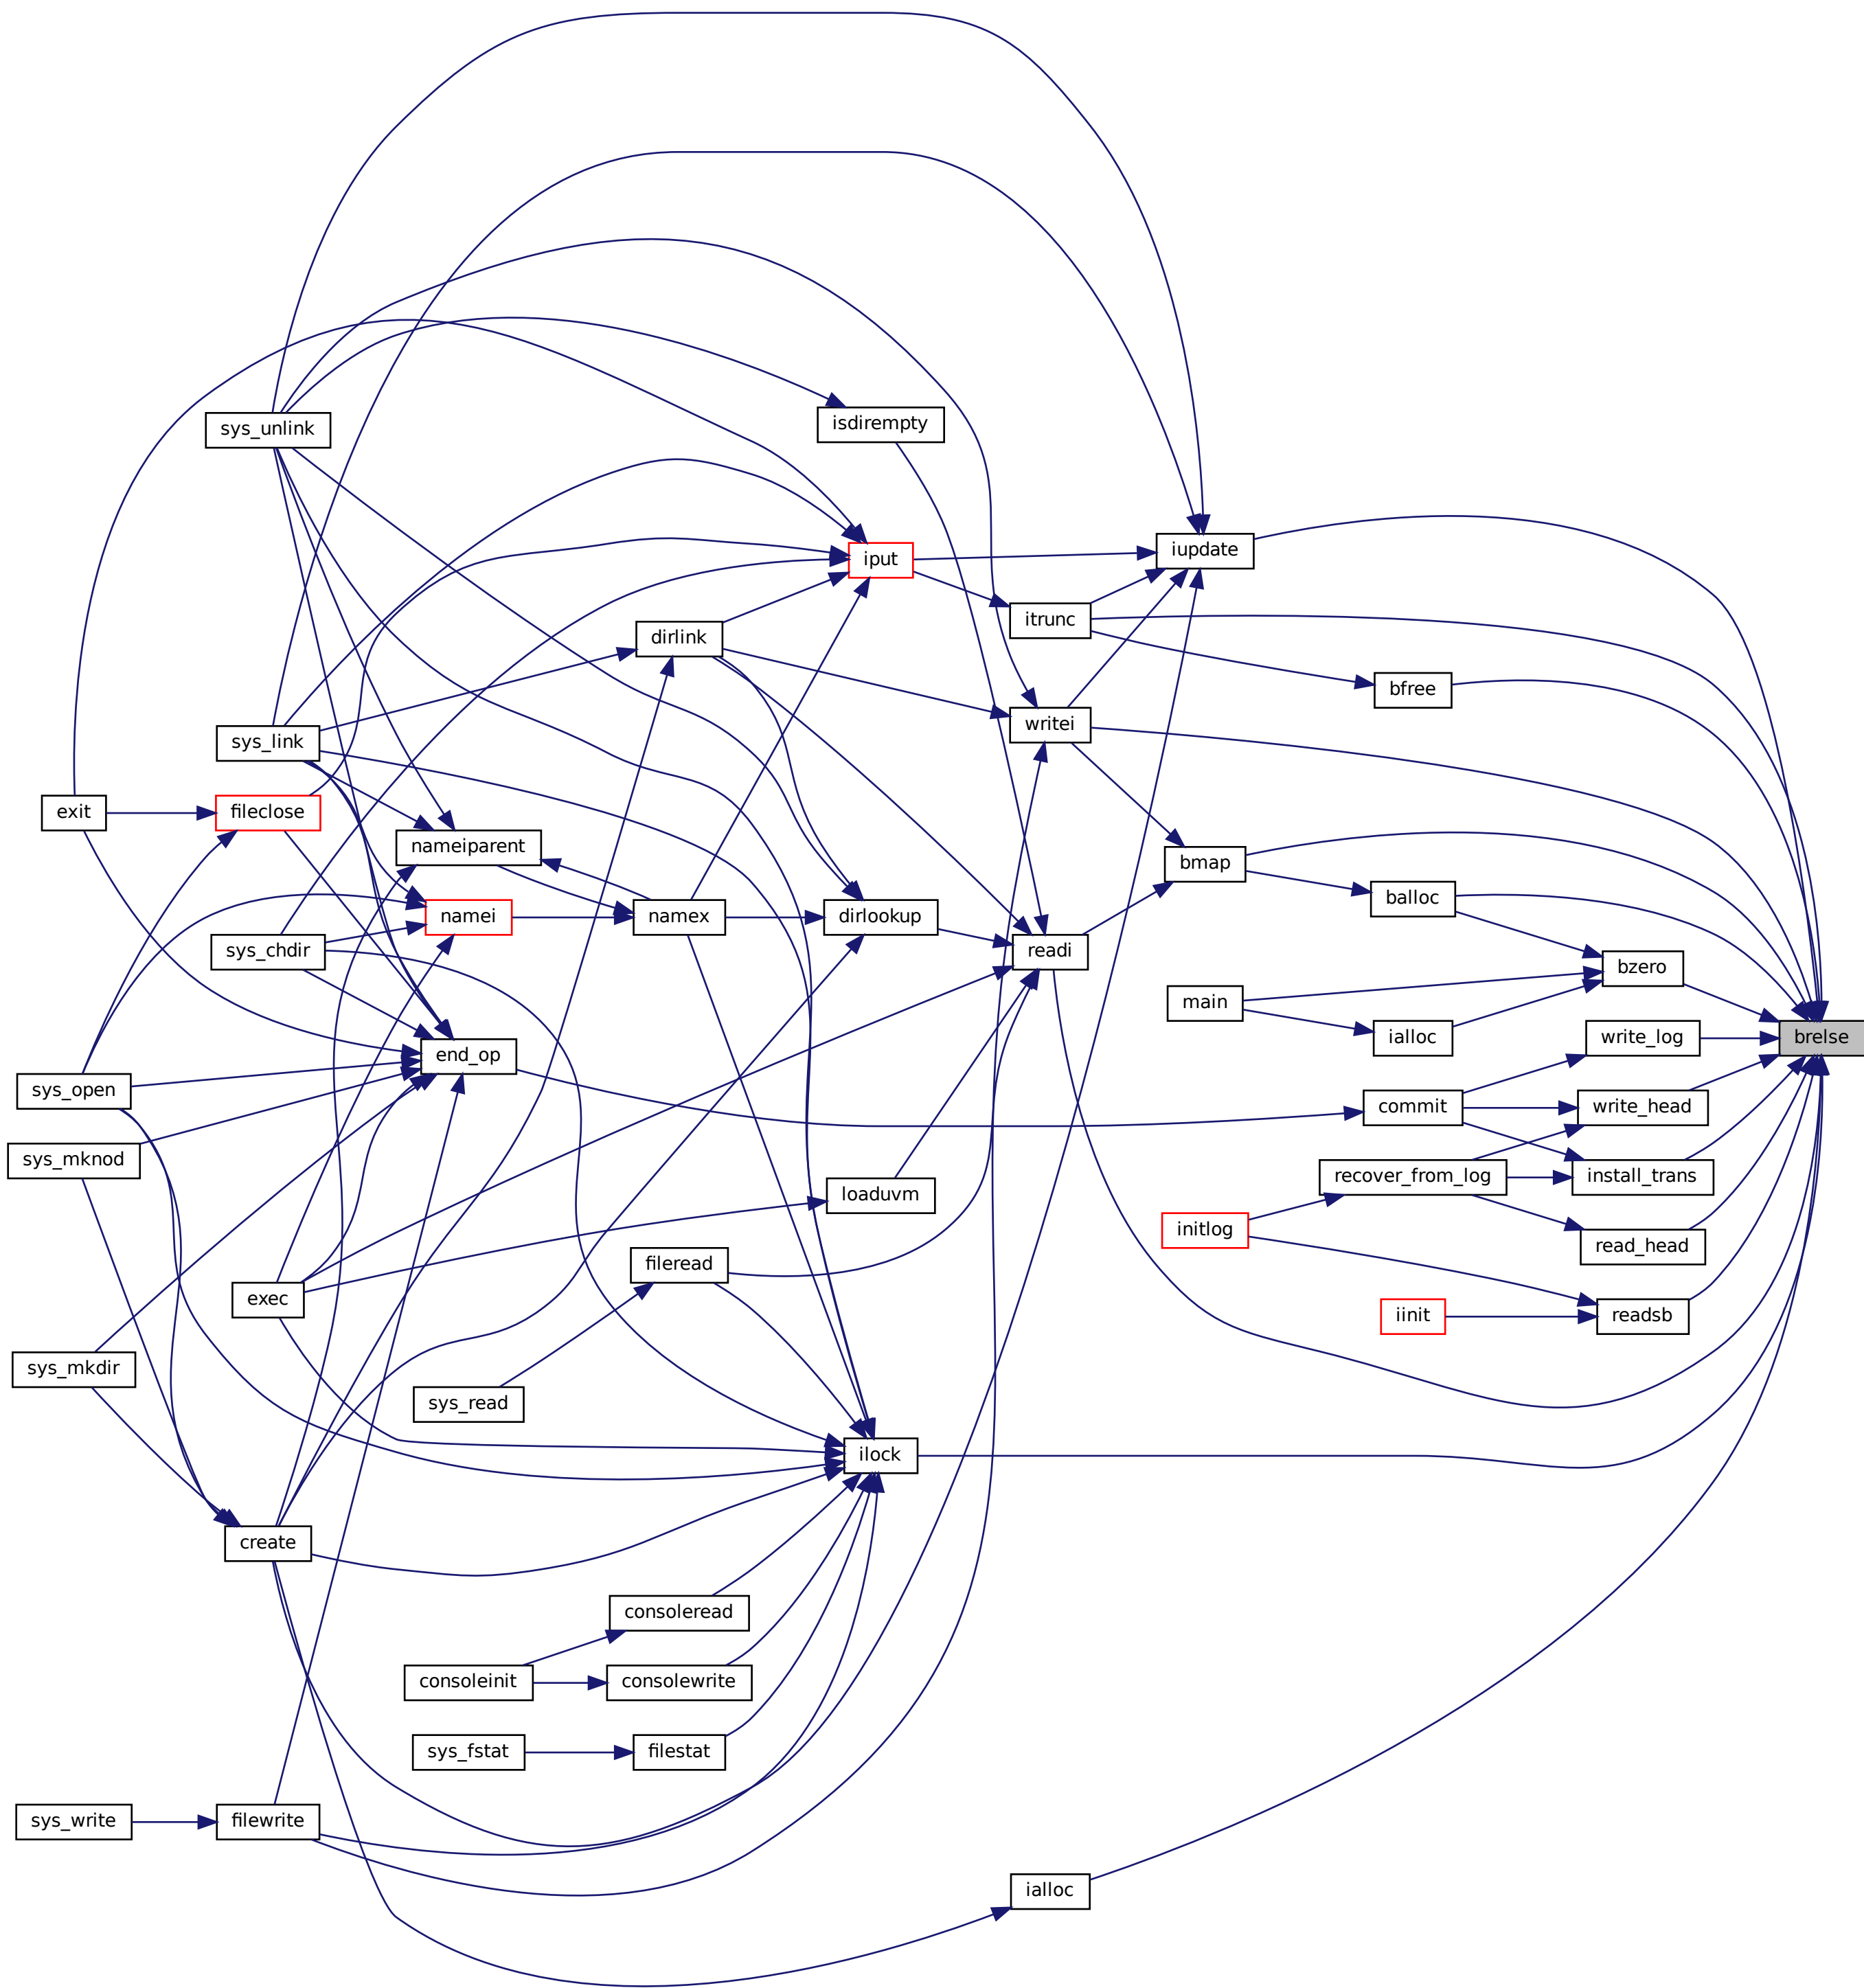 sys_unlink
isdirempty
iupdate
iput
itrunc
dirlink
bfree
writei
sys_link
exit
fileclose
nameiparent
bmap
balloc
namei
namex
dirlookup
sys_chdir
readi
bzero
main
ialloc
write_log
brelse
end_op
sys_open
commit
write_head
sys_mknod
recover_from_log
install_trans
loaduvm
initlog
read_head
fileread
exec
iinit
readsb
sys_mkdir
sys_read
ilock
create
consoleread
consoleinit
consolewrite
sys_fstat
filestat
sys_write
filewrite
ialloc